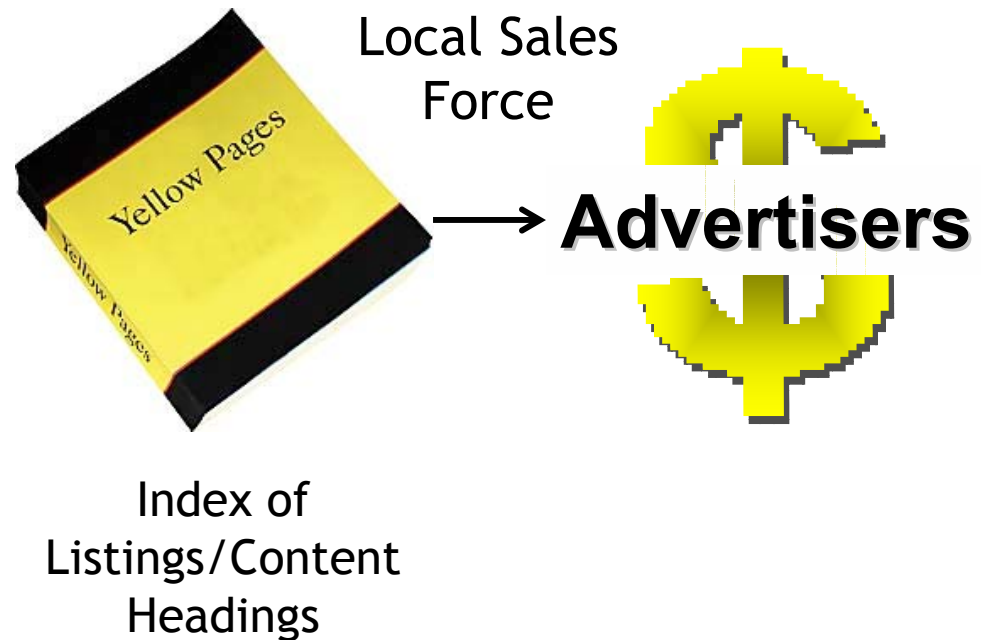 Local Sales
Force
Yellow Pages
Yellow Pages
Advertisers
Index of
Listings/Content
Headings